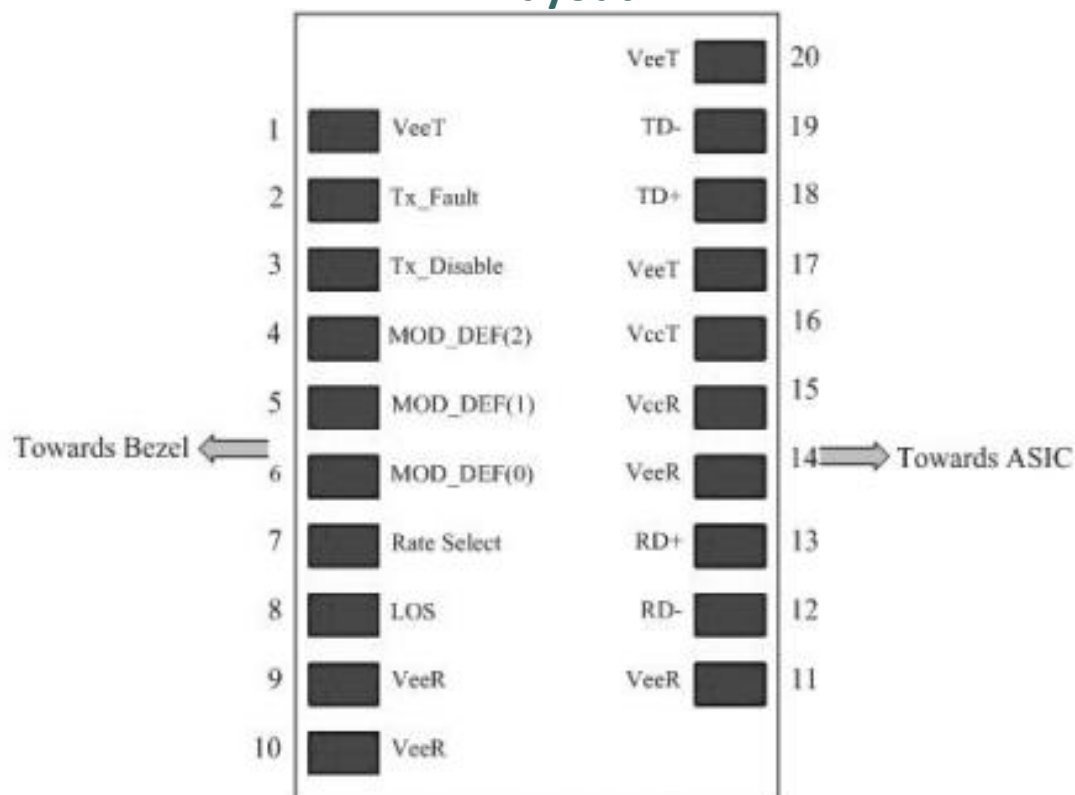 VeeT 20
1 VeeT TD- 19
2 Tx_Fault TD+ 18
3 Tx_Disable VeeT 17
4 MOD_DEF(2) VccT 16
5 MOD_DEF(1) VccR 15
Towards Bezel 6 MOD_DEF(0) VeeR 14 Towards ASIC
7 Rate Select RD+ 13
8 LOS RD- 12
9 VeeR VeeR 11
10 VeeR